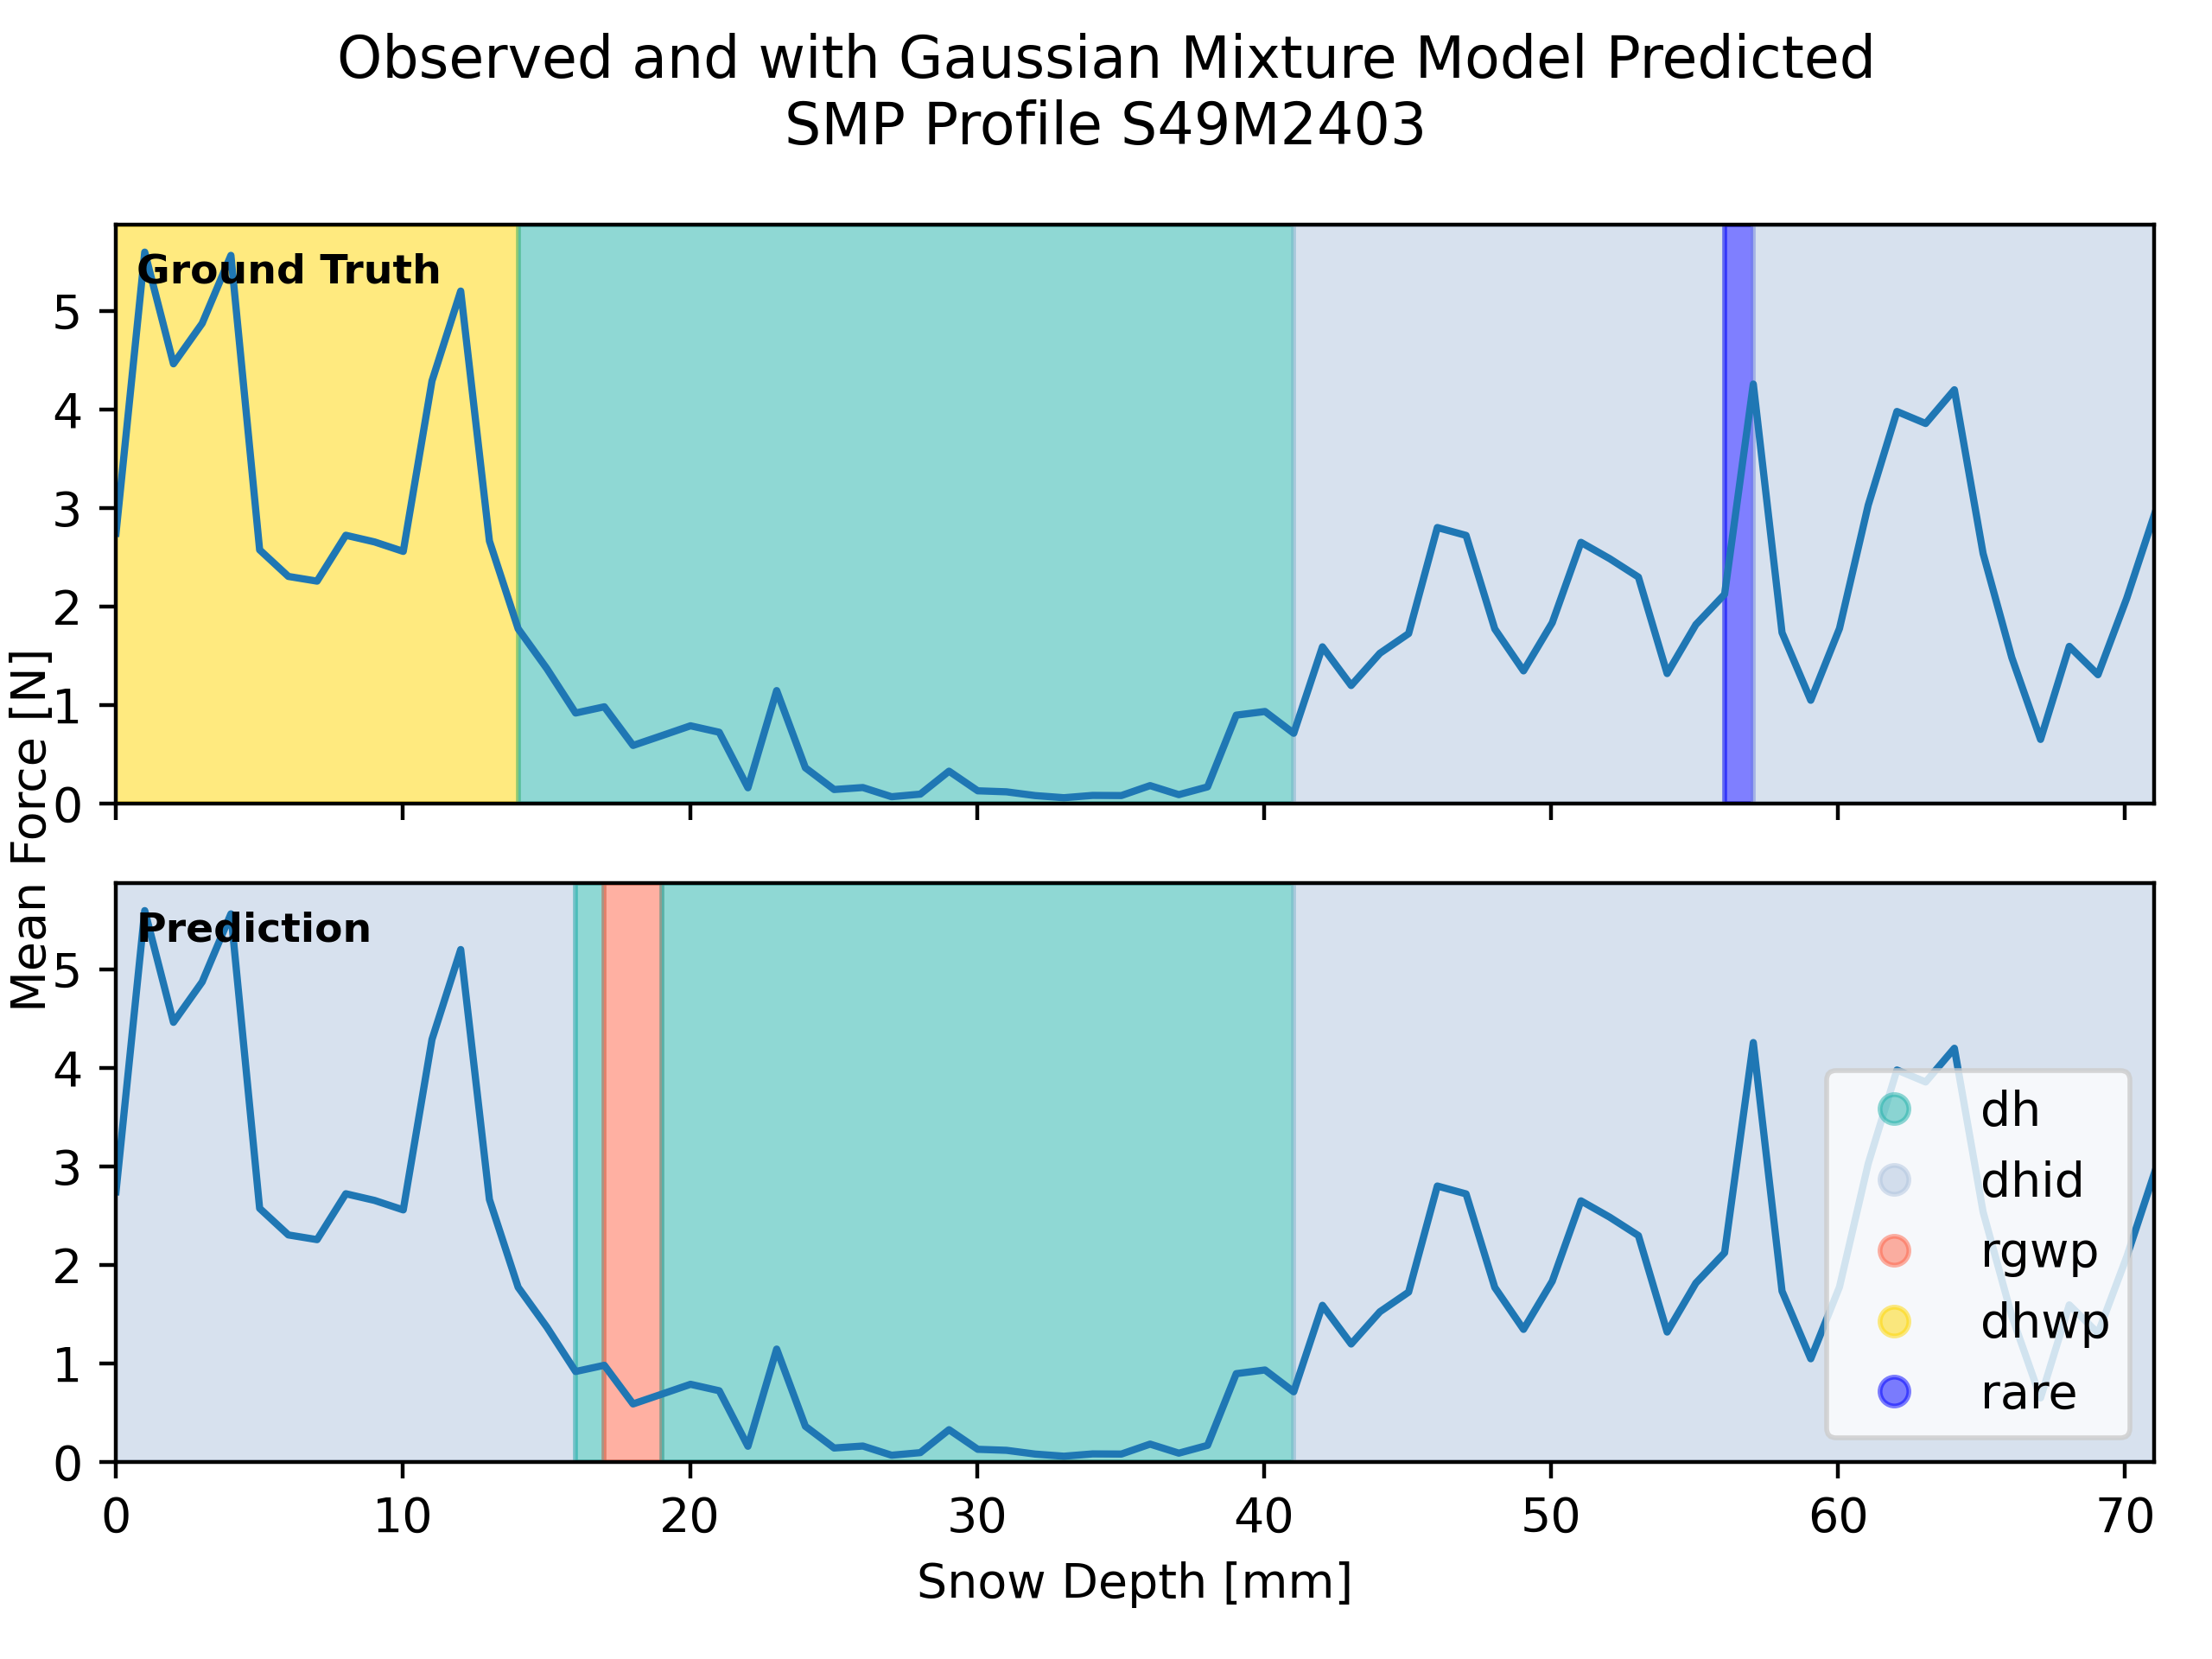 Observed and with Gaussian Mixture Model Predicted
SMP Profile S49M2403
Ground Truth
5
4
3
2
1
0
Mean Force [N]
Prediction
5
4
3
2
1
0
dh
dhid
rgwp
dhwp
rare
0 10 20 30 40 50 60 70
Snow Depth [mm]